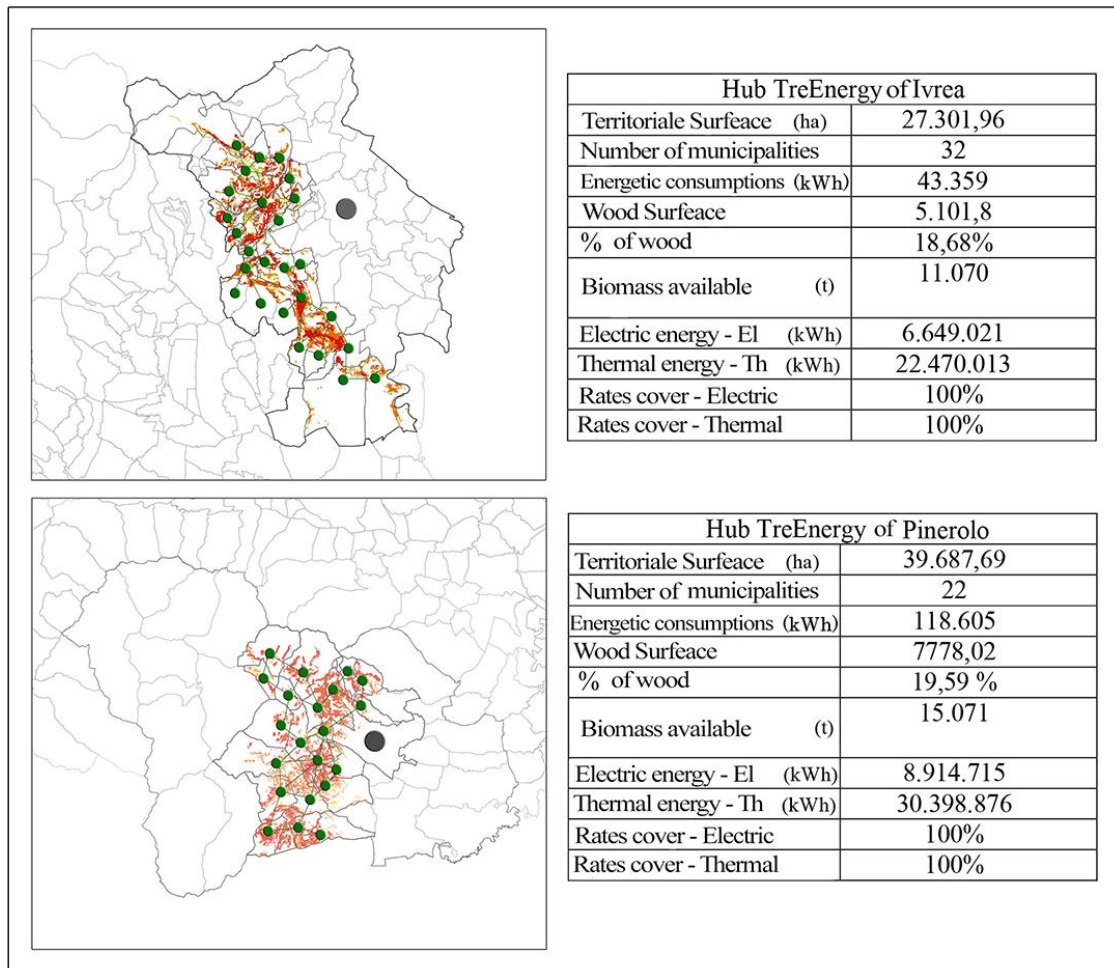 Hub TreEnergy of Ivrea
Territoriale Surfeace (ha) 27.301,96
Number of municipalities 32
Energetic consumptions (kWh) 43.359
Wood Surfeace 5.101,8
% of wood 18,68%
Biomass available (t) 11.070
Electric energy - El (kWh) 6.649.021
Thermal energy - Th (kWh) 22.470.013
Rates cover - Electric 100%
Rates cover - Thermal 100%
Hub TreEnergy of Pinerolo
Territoriale Surfeace (ha) 39.687,69
Number of municipalities 22
Energetic consumptions (kWh) 118.605
Wood Surfeace 7778,02
% of wood 19,59 %
Biomass available (t) 15.071
Electric energy - El (kWh) 8.914.715
Thermal energy - Th (kWh) 30.398.876
Rates cover - Electric 100%
Rates cover - Thermal 100%